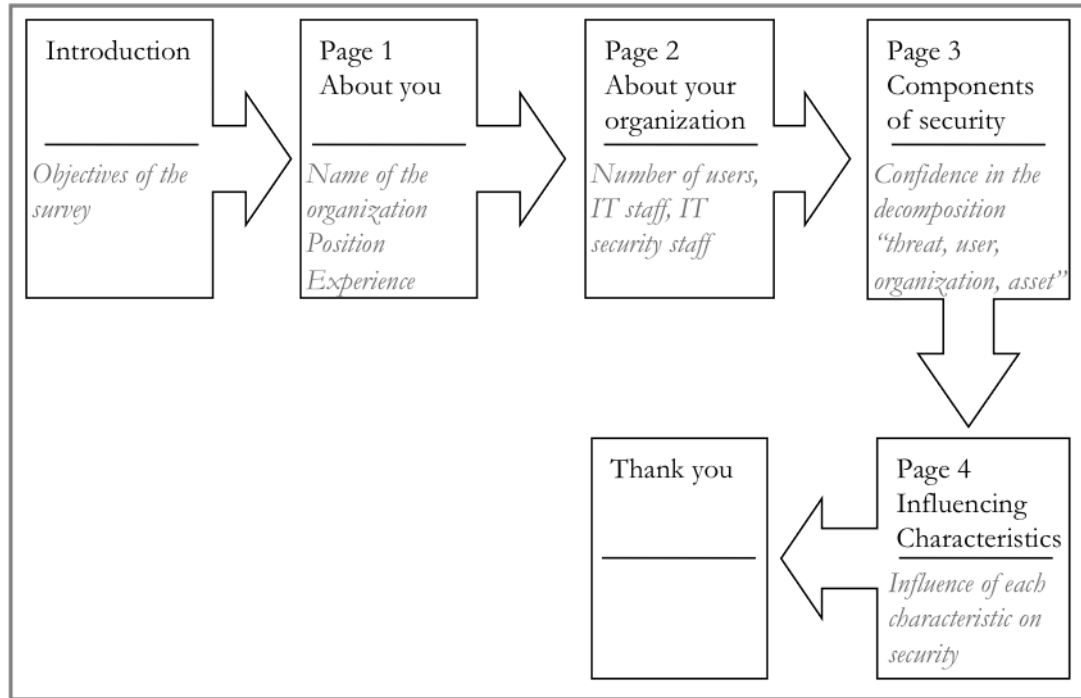 Introduction
Objectives of the
survey
Page 1
About you
Name of the
organization
Position
Experience
Page 2
About your
organization
Number of users,
IT staff, IT
security staff
Page 3
Components
of security
Confidence in the
decomposition
“threat, user,
organization, asset”
Page 4
Influencing
Characteristics
Influence of each
characteristic on
security
Thank you